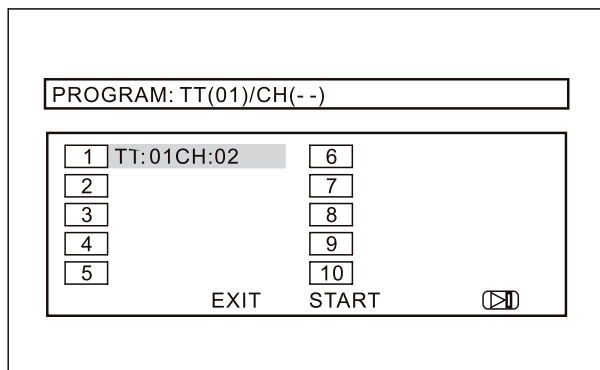 PROGRAM: TT(01)/CH(- -)
1 TT:01CH:02 6
2 7
3 8
4 9
5 10
EXIT START